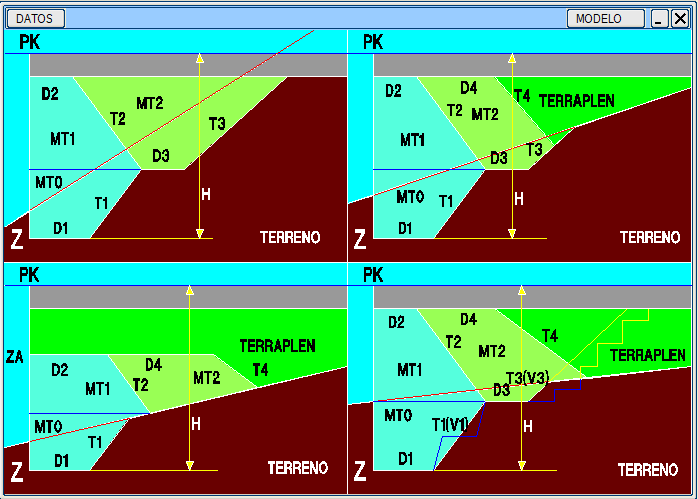 DATOS MODELO
PK PK
D2 MT2 T2 T3 MT1 D3 MT0 T1 H D1 Z TERRENO
D2 D4 T4 TERRAPLEN T2 MT2 MT1 D3 T3 MT0 T1 H D1 Z TERRENO
PK PK
TERRAPLEN ZA D2 D4 T4 MT1 T2 MT2 MT0 T1 H D1 Z TERRENO
D2 D4 T2 T4 MT2 TERRAPLEN MT1 T3(V3) D3 MT0 T1(V1) H D1 Z TERRENO